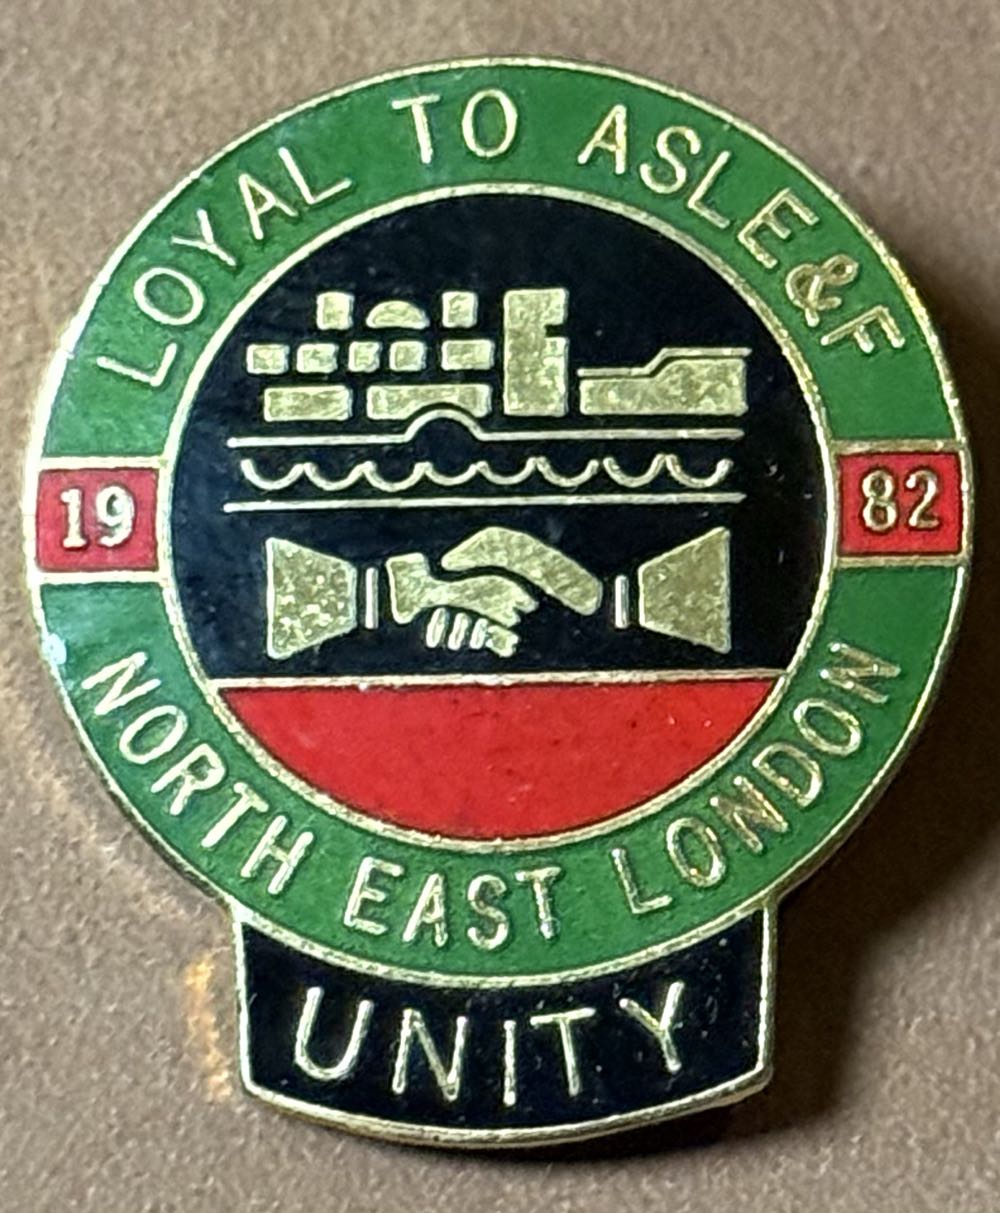 LOYAL TO ASLE&F
19 82
NORTH EAST LONDON
UNITY